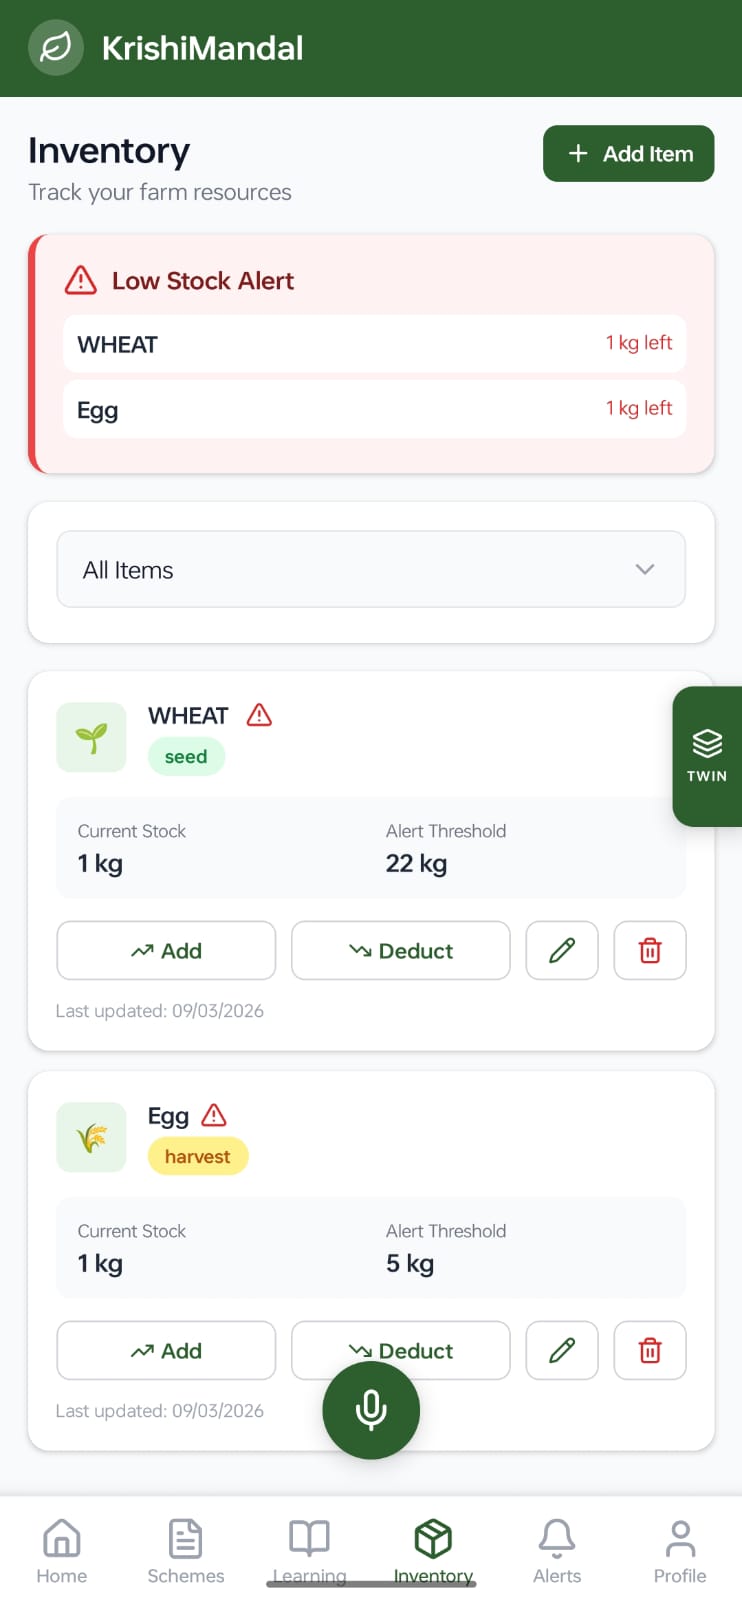 KrishiMandal
Inventory
Track your farm resources
+ Add Item
Low Stock Alert
WHEAT 1 kg left
Egg 1 kg left
All Items
WHEAT
seed
TWIN
Current Stock Alert Threshold
1 kg 22 kg
Add Deduct
Last updated: 09/03/2026
Egg
harvest
Current Stock Alert Threshold
1 kg 5 kg
Add Deduct
Last updated: 09/03/2026
Home Schemes Learning Inventory Alerts Profile